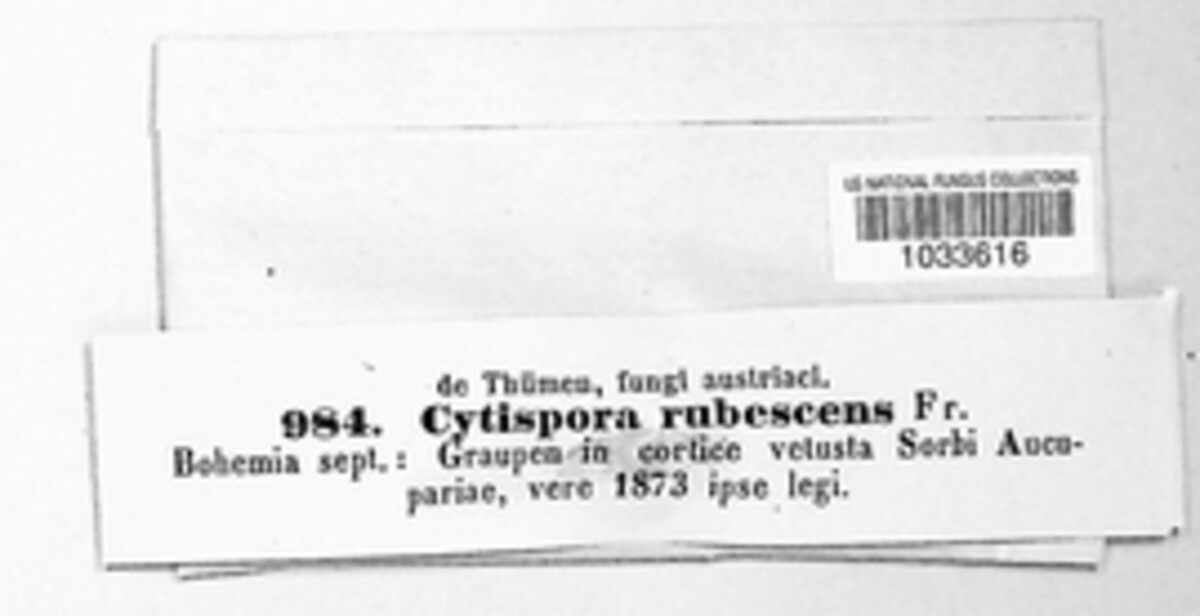 US NATIONAL FUNGUS COLLECTIONS
1033616
de Thümen, fungi austriaci.
984. Cytispora rubescens Fr.
Bohemia sept.: Graupen in cortice vetusta Sorbi Aucu-
pariae, vere 1873 ipse legi.